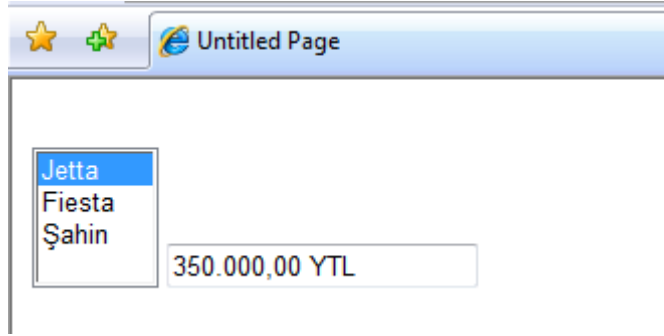 Untitled Page
Jetta
Fiesta
Şahin
350.000,00 YTL